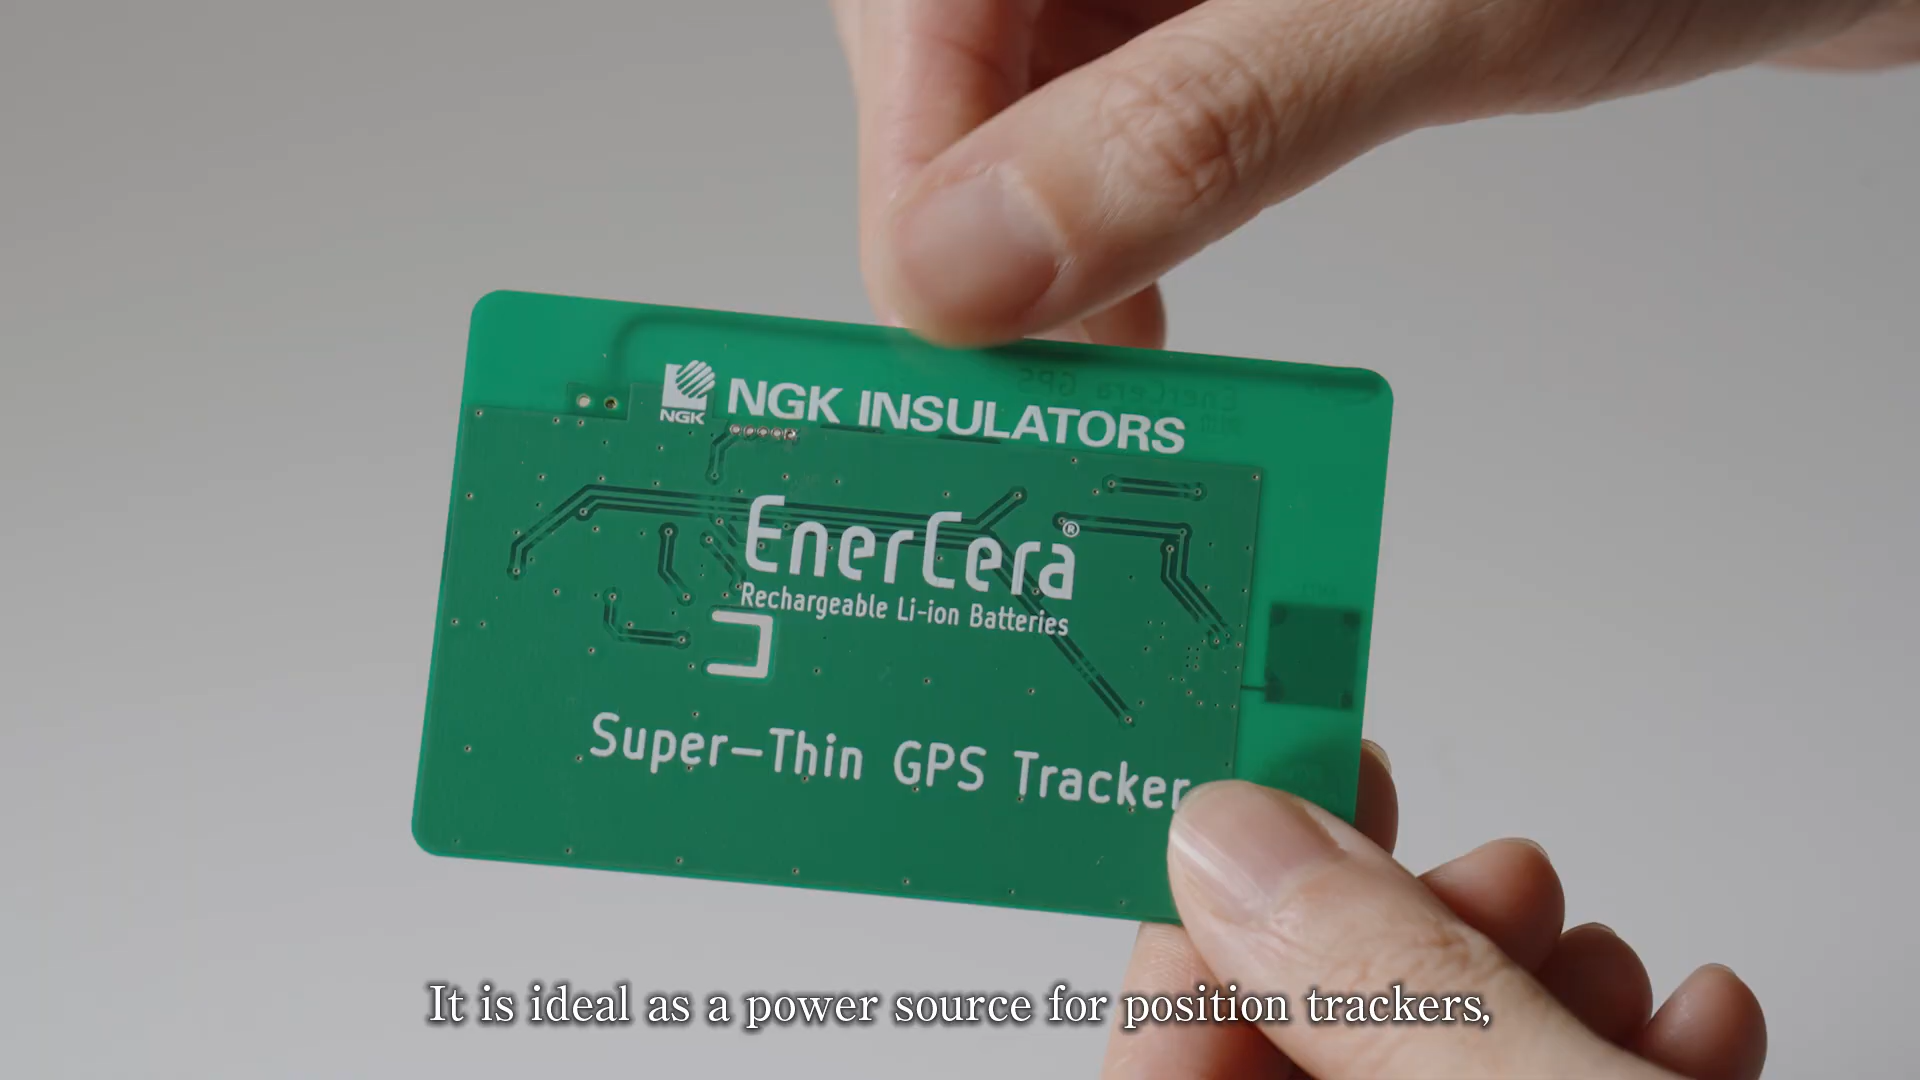 NGK
NGK INSULATORS
EnerCera®
Rechargeable Li-ion Batteries
Super-Thin GPS Tracker
It is ideal as a power source for position trackers,